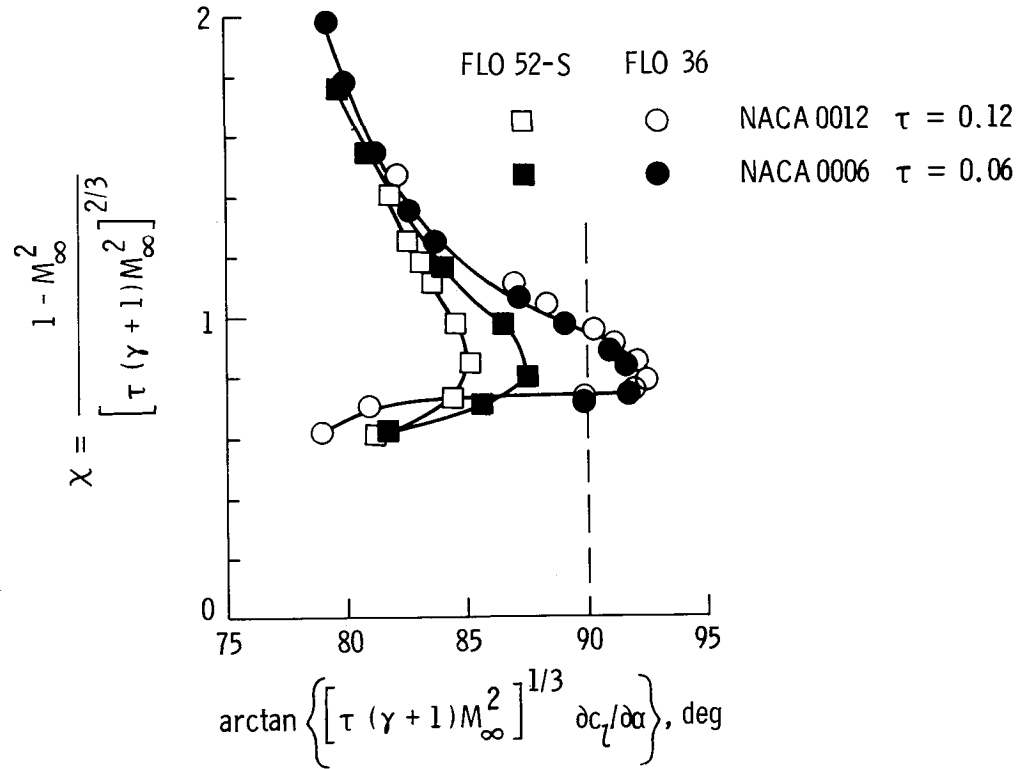 2
FLO 52-S FLO 36
NACA 0012 τ = 0.12
NACA 0006 τ = 0.06
χ = 1 - M∞² / [τ (γ + 1)M∞²]^2/3
1
0
75 80 85 90 95
arctan {[τ (γ + 1)M∞²]^1/3 ∂cl/∂α}, deg